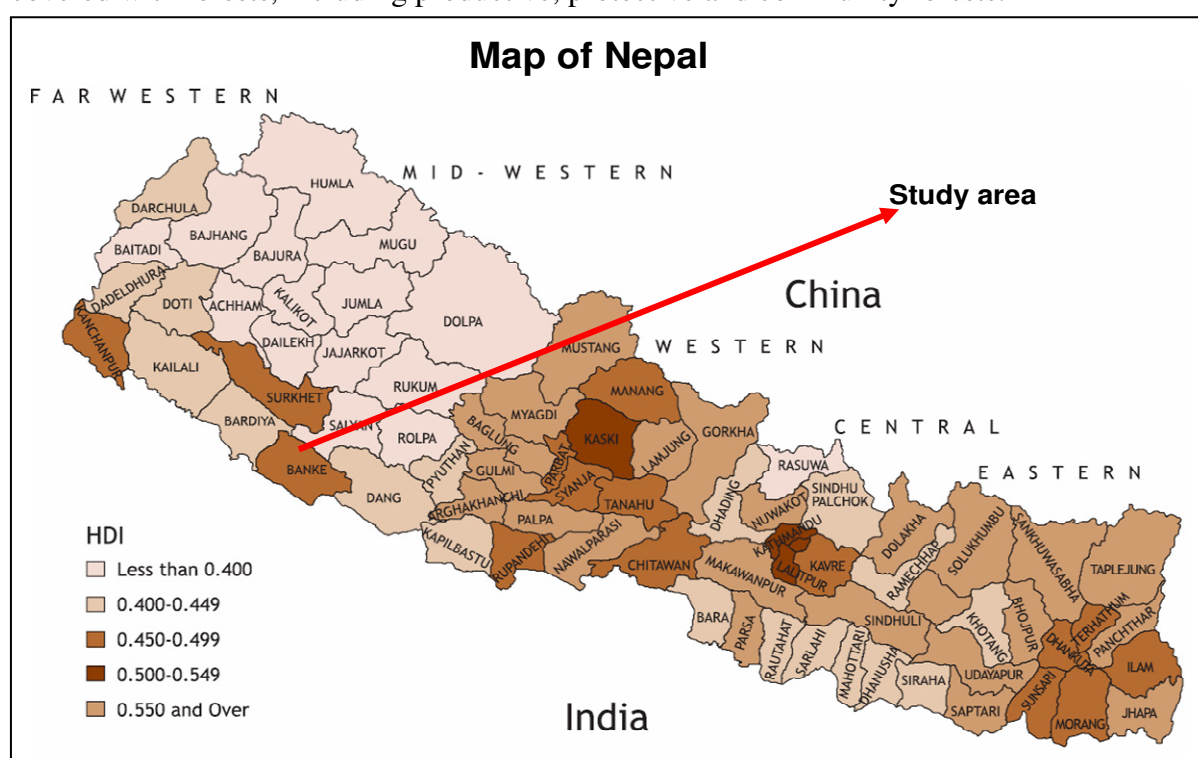 Map of Nepal
FAR WESTERN
MID - WESTERN
Study area
China
WESTERN
CENTRAL
EASTERN
India
HUMLA
DARCHULA
BAJHANG
BAITADI
BAJURA
MUGU
DADELDHURA
DOTI
ACHHAM
KALIKOT
JUMLA
DOLPA
KANCHANPUR
KAILALI
DAILEKH
JAJARKOT
MUSTANG
SURKHET
RUKUM
MANANG
BARDIYA
SALYAN
ROLPA
BAGLUNG
MYAGDI
KASKI
LAMJUNG
GORKHA
BANKE
DANG
PYUTHAN
GULMI
PARBAT
SYANJA
TANAHU
RASUWA
ARGHAKHANCHI
PALPA
DHADING
NUWAKOT
SINDHU
PALCHOK
KAPILBASTU
RUPANDEHI
NAWALPARASI
CHITAWAN
KATHMANDU
LALITPUR
KAVRE
DOLAKHA
RAMECHHAP
SOLUKHUMBU
SANKHUWASABHA
TAPLEJUNG
MAKAWANPUR
BARA
PARSA
RAUTAHAT
SARLAHI
MAHOTTARI
DHANUSHA
SINDHULI
SIRAHA
KHOTANG
BHOJPUR
UDAYAPUR
SAPTARI
DHANKUTA
TERHATHUM
PANCHTHAR
ILAM
SUNSARI
MORANG
JHAPA
HDI
Less than 0.400
0.400-0.449
0.450-0.499
0.500-0.549
0.550 and Over